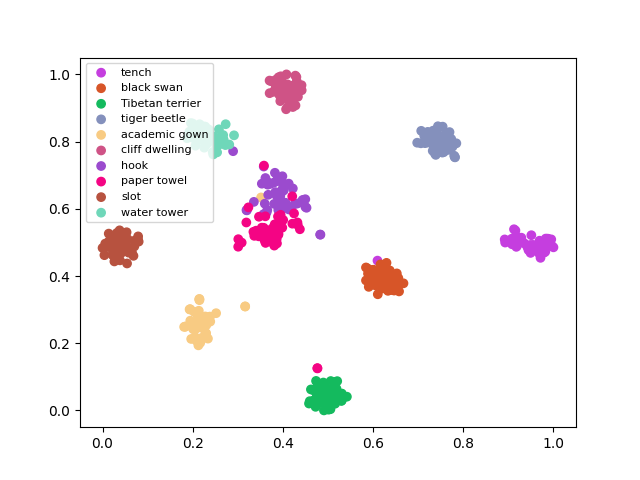 1.0
0.8
0.6
0.4
0.2
0.0
tench
black swan
Tibetan terrier
tiger beetle
academic gown
cliff dwelling
hook
paper towel
slot
water tower
0.0 0.2 0.4 0.6 0.8 1.0